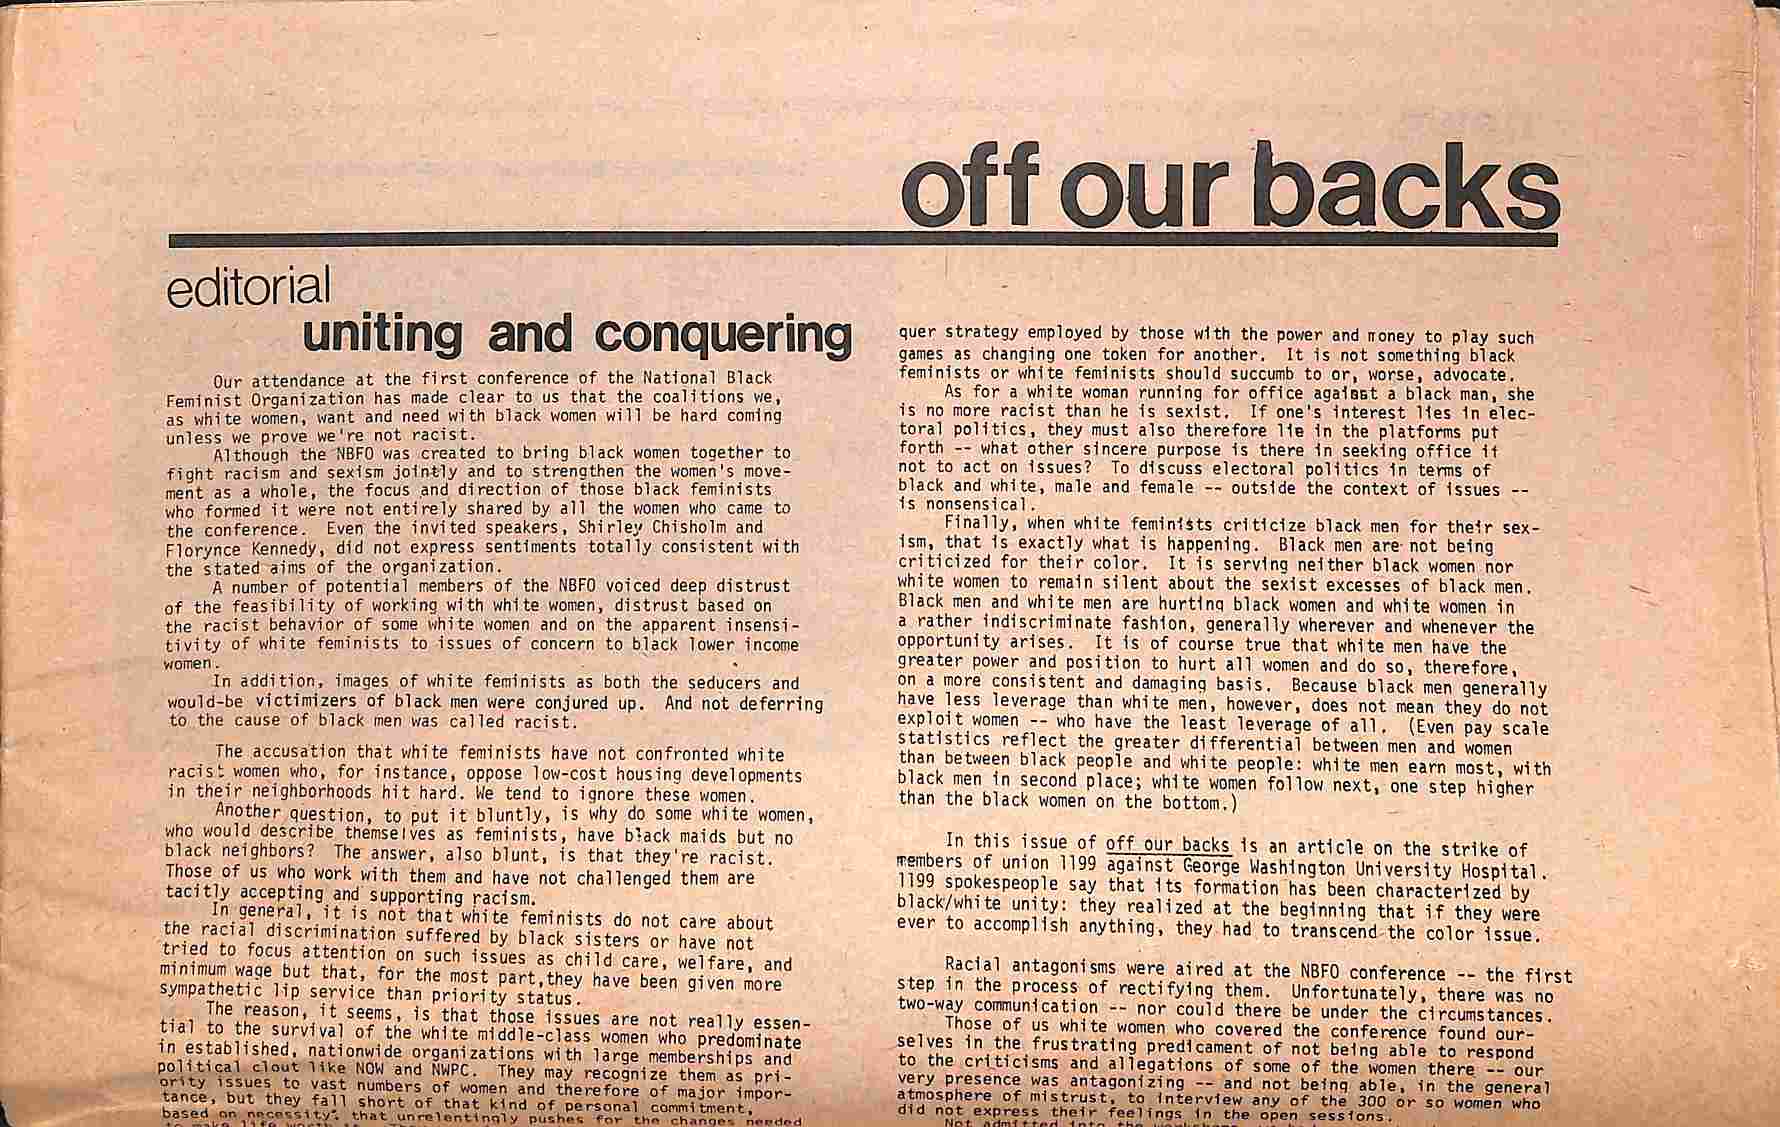 off our backs
editorial
uniting and conquering
Our attendance at the first conference of the National Black
Feminist Organization has made clear to us that the coalitions we,
as white women, want and need with black women will be hard coming
unless we prove we're not racist.
Although the NBFO was created to bring black women together to
fight racism and sexism jointly and to strengthen the women's move-
ment as a whole, the focus and direction of those black feminists
who formed it were not entirely shared by all the women who came to
the conference. Even the invited speakers, Shirley Chisholm and
Florynce Kennedy, did not express sentiments totally consistent with
the stated aims of the organization.
A number of potential members of the NBFO voiced deep distrust
of the feasibility of working with white women, distrust based on
the racist behavior of some white women and on the apparent insensi-
tivity of white feminists to issues of concern to black lower income
women.
In addition, images of white feminists as both the seducers and
would-be victimizers of black men were conjured up. And not deferring
to the cause of black men was called racist.
The accusation that white feminists have not confronted white
racist women who, for instance, oppose low-cost housing developments
in their neighborhoods hit hard. We tend to ignore these women.
Another question, to put it bluntly, is why do some white women,
who would describe themselves as feminists, have black maids but no
black neighbors? The answer, also blunt, is that they're racist.
Those of us who work with them and have not challenged them are
tacitly accepting and supporting racism.
In general, it is not that white feminists do not care about
the racial discrimination suffered by black sisters or have not
tried to focus attention on such issues as child care, welfare, and
minimum wage but that, for the most part,they have been given more
sympathetic lip service than priority status.
The reason, it seems, is that those issues are not really essen-
tial to the survival of the white middle-class women who predominate
in established, nationwide organizations with large memberships and
political clout like NOW and NWPC. They may recognize them as pri-
ority issues to vast numbers of women and therefore of major impor-
tance, but they fall short of that kind of personal commitment,
based on necessity, that unrelentingly pushes for the changes needed
quer strategy employed by those with the power and money to play such
games as changing one token for another. It is not something black
feminists or white feminists should succumb to or, worse, advocate.
As for a white woman running for office against a black man, she
is no more racist than he is sexist. If one's interest lies in elec-
toral politics, they must also therefore lie in the platforms put
forth -- what other sincere purpose is there in seeking office if
not to act on issues? To discuss electoral politics in terms of
black and white, male and female -- outside the context of issues --
is nonsensical.
Finally, when white feminists criticize black men for their sex-
ism, that is exactly what is happening. Black men are not being
criticized for their color. It is serving neither black women nor
white women to remain silent about the sexist excesses of black men.
Black men and white men are hurting black women and white women in
a rather indiscriminate fashion, generally wherever and whenever the
opportunity arises. It is of course true that white men have the
greater power and position to hurt all women and do so, therefore,
on a more consistent and damaging basis. Because black men generally
have less leverage than white men, however, does not mean they do not
exploit women -- who have the least leverage of all. (Even pay scale
statistics reflect the greater differential between men and women
than between black people and white people: white men earn most, with
black men in second place; white women follow next, one step higher
than the black women on the bottom.)
In this issue of off our backs is an article on the strike of
members of union 1199 against George Washington University Hospital.
1199 spokespeople say that its formation has been characterized by
black/white unity: they realized at the beginning that if they were
ever to accomplish anything, they had to transcend the color issue.
Racial antagonisms were aired at the NBFO conference -- the first
step in the process of rectifying them. Unfortunately, there was no
two-way communication -- nor could there be under the circumstances.
Those of us white women who covered the conference found our-
selves in the frustrating predicament of not being able to respond
to the criticisms and allegations of some of the women there -- our
very presence was antagonizing -- and not being able, in the general
atmosphere of mistrust, to interview any of the 300 or so women who
did not express their feelings in the open sessions.
Not admitted into the